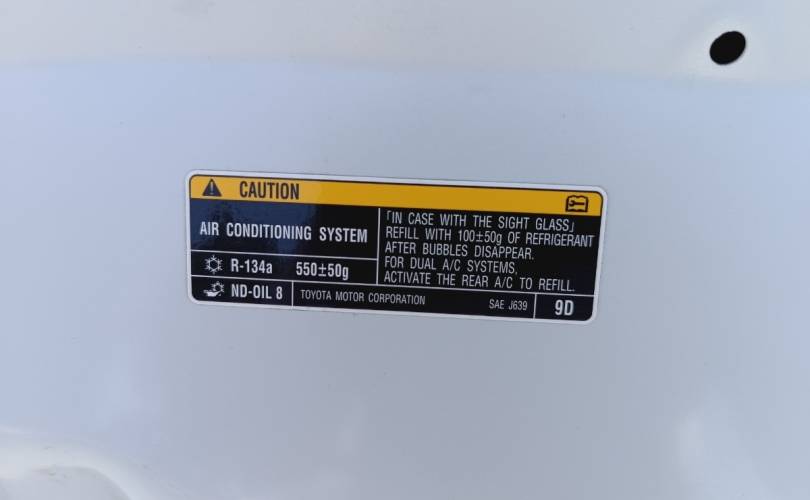 CAUTION
AIR CONDITIONING SYSTEM
R-134a 550±50g
ND-OIL 8
「IN CASE WITH THE SIGHT GLASS」
REFILL WITH 100±50g OF REFRIGERANT
AFTER BUBBLES DISAPPEAR.
FOR DUAL A/C SYSTEMS,
ACTIVATE THE REAR A/C TO REFILL.
TOYOTA MOTOR CORPORATION SAE J639 9D